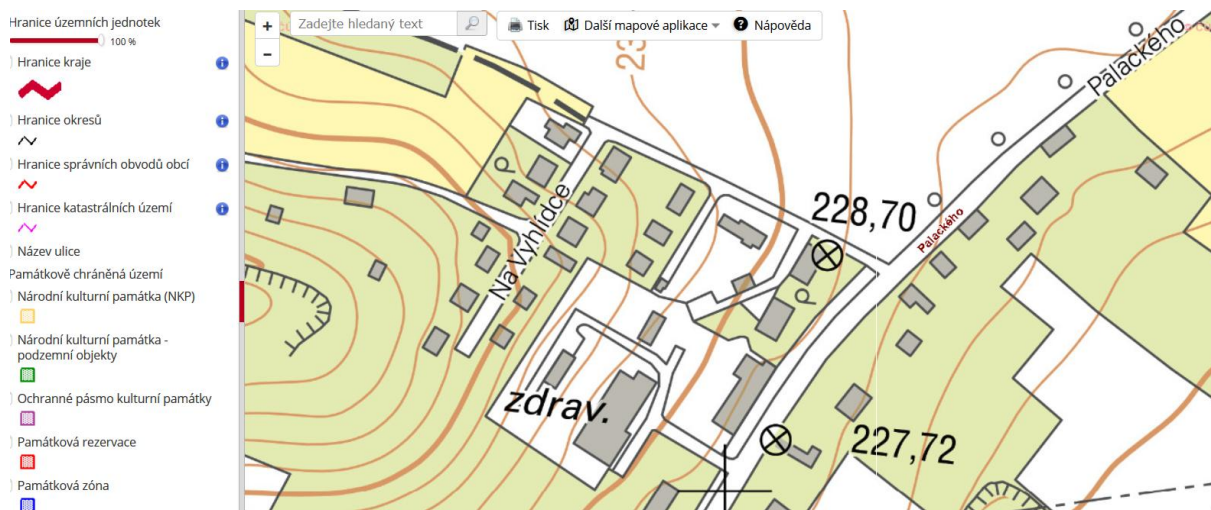 Hranice územních jednotek
100 %
Hranice kraje
Hranice okresů
Hranice správních obvodů obcí
Hranice katastrálních území
Název ulice
Památkově chráněná území
Národní kulturní památka (NKP)
Národní kulturní památka -
podzemní objekty
Ochranné pásmo kulturní památky
Památková rezervace
Památková zóna
+
-
Zadejte hledaný text
Tisk
Další mapové aplikace
Nápověda
Palackého
228,70
Palackého
Na Vyhlídce
zdrav.
227,72